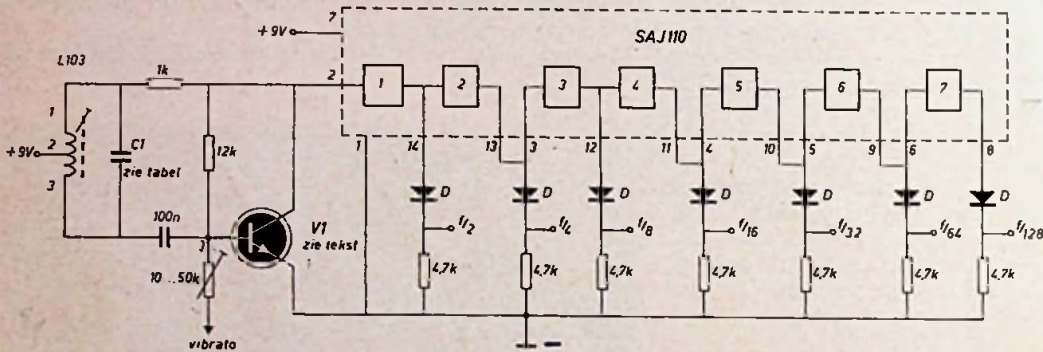 7
+9V
SAJ110
L103
1k
2
1
2
3
4
5
6
7
1
2
+9V
3
C1
zie tabel
12k
1
14
13
3
12
11
4
10
5
9
6
8
D
D
D
D
D
D
D
100n
V1
zie tekst
f/2
f/4
f/8
f/16
f/32
f/64
f/128
10...50k
4,7k
4,7k
4,7k
4,7k
4,7k
4,7k
4,7k
vibrato